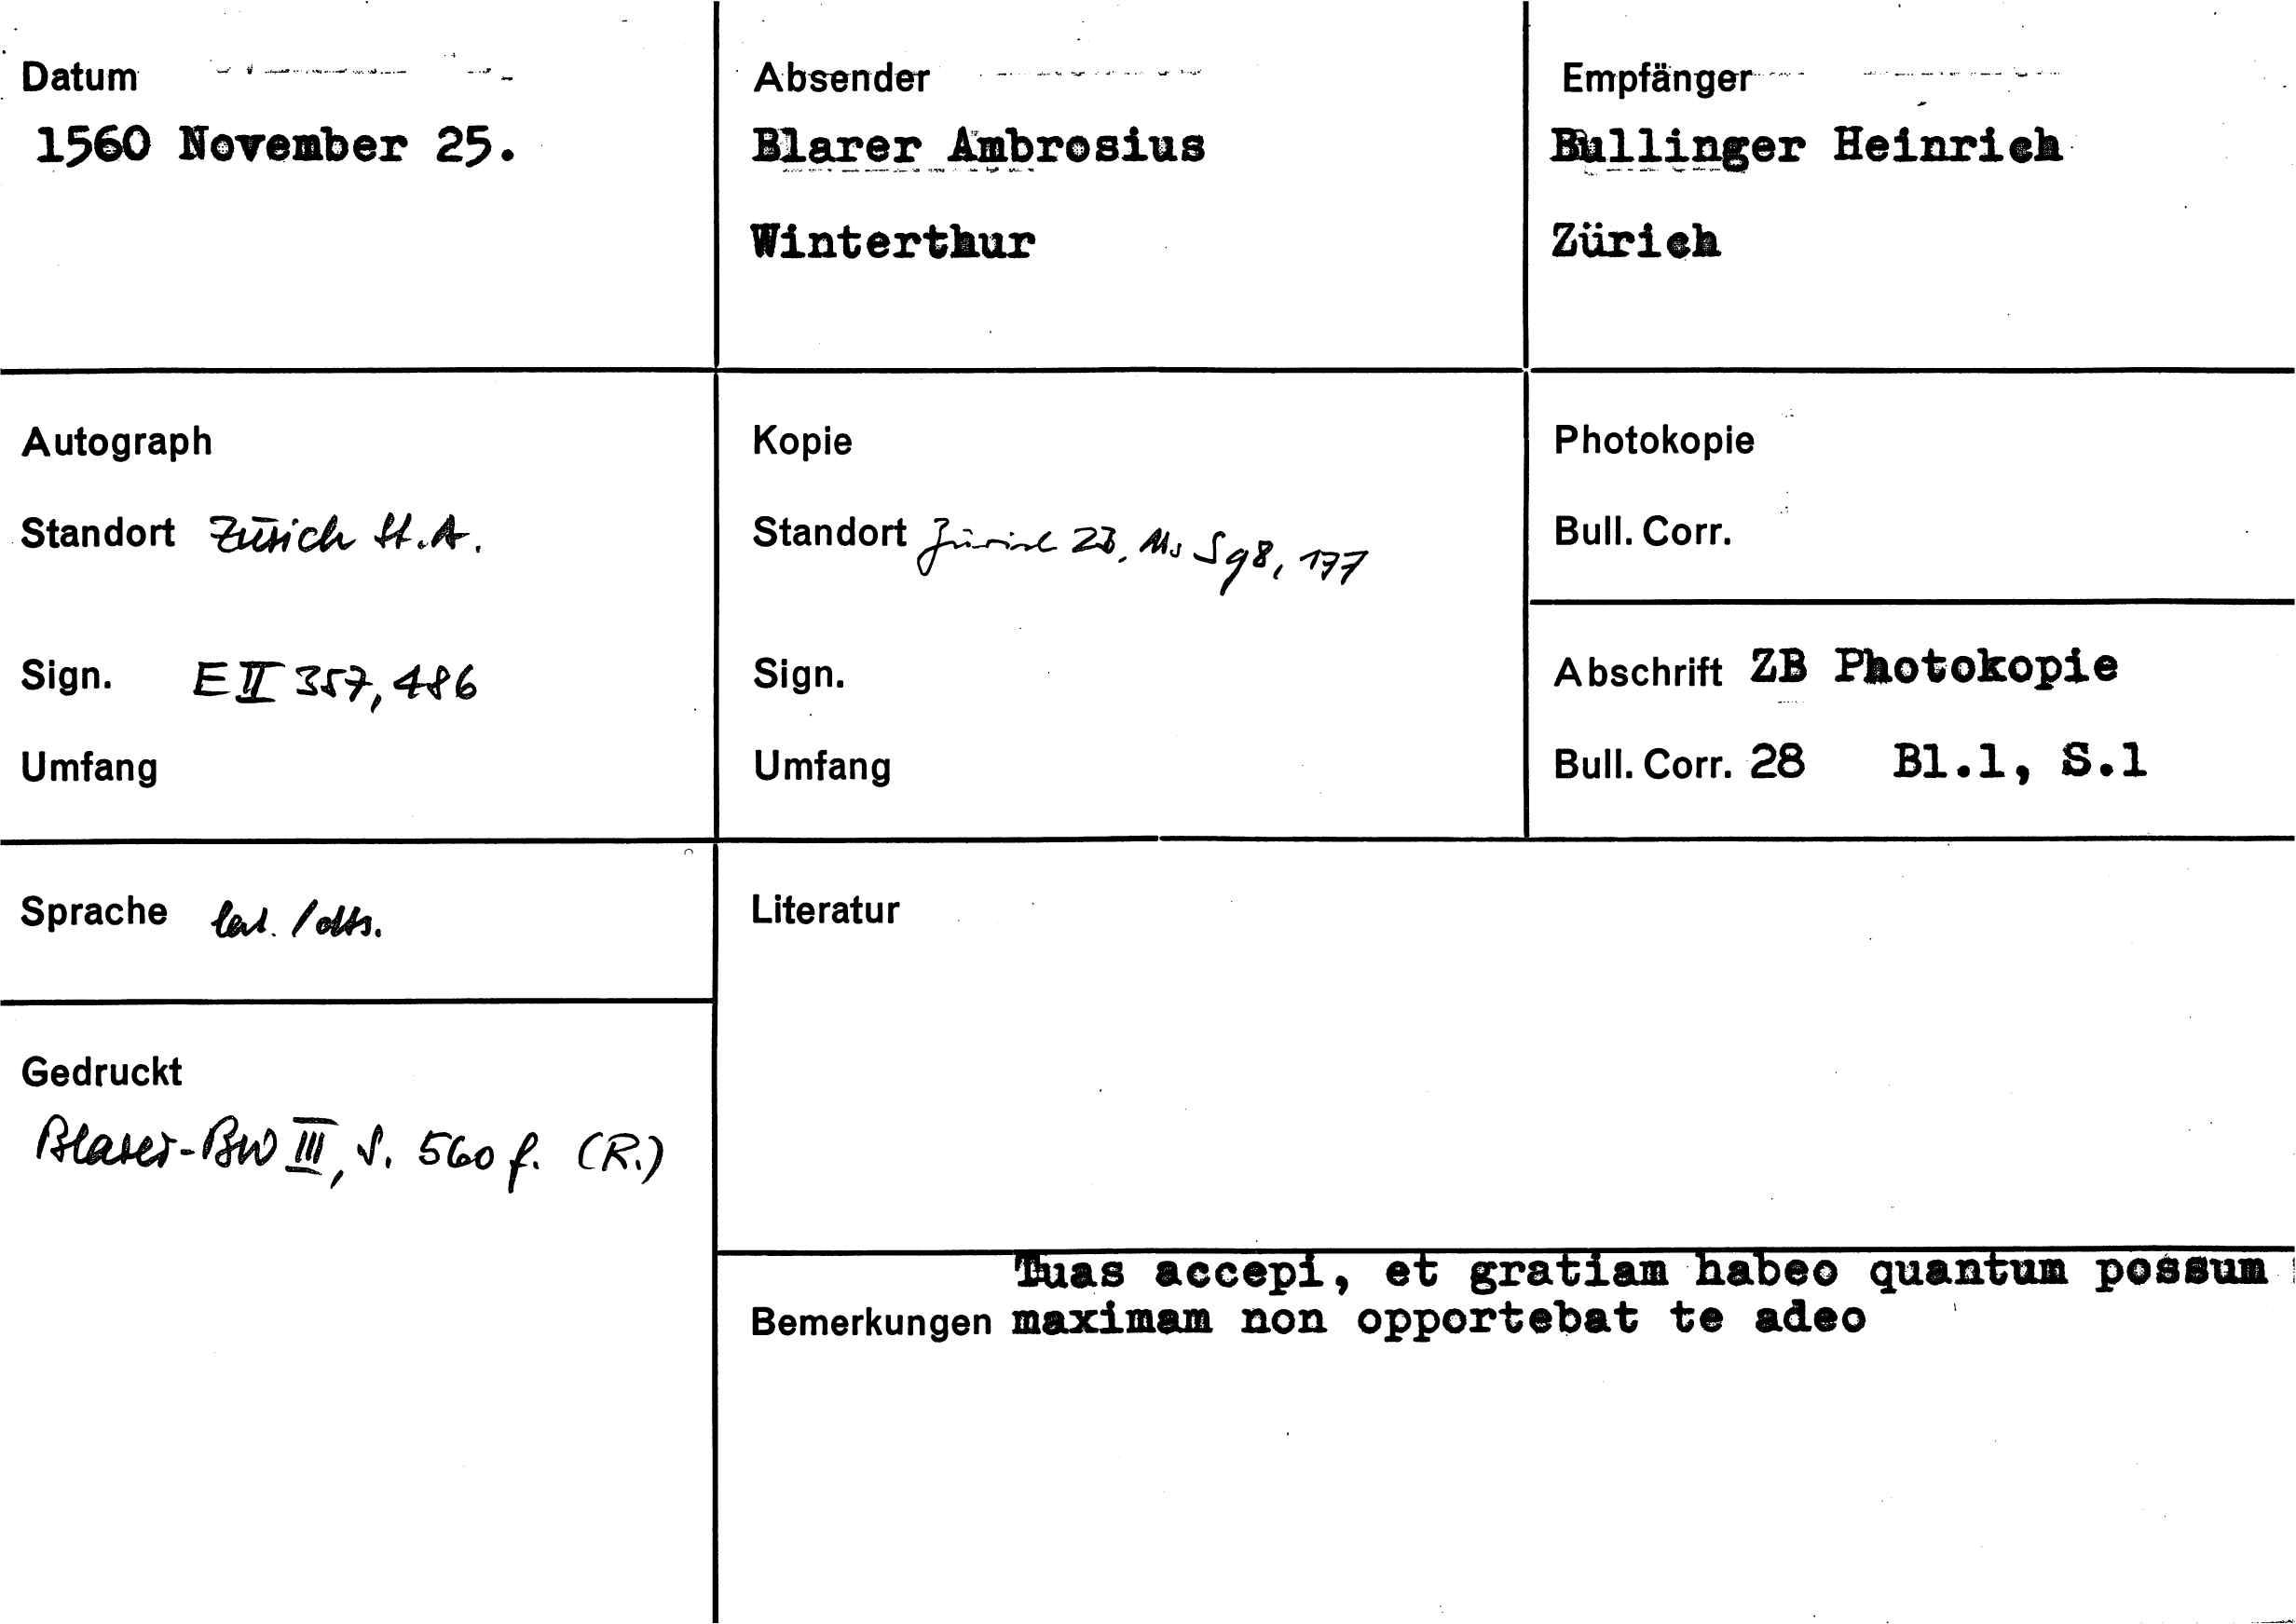 Datum
1560 November 25.
Absender
Blarer Ambrosius
Winterthur
Empfänger
Bullinger Heinrich
Zürich
Autograph
Standort Zürich St.A.
Sign. E II 357, 486
Umfang
Kopie
Standort Zürich ZB. Ms S 98, 177
Sign.
Umfang
Photokopie
Bull. Corr.
Abschrift ZB Photokopie
Bull. Corr. 28 Bl.1, S.1
Sprache lat. / dts.
Gedruckt
Blarer-BW III, S. 560 f. (R.)
Literatur
Tuas accepi, et gratiam habeo quantum possum
Bemerkungen maximam non opportebat te adeo